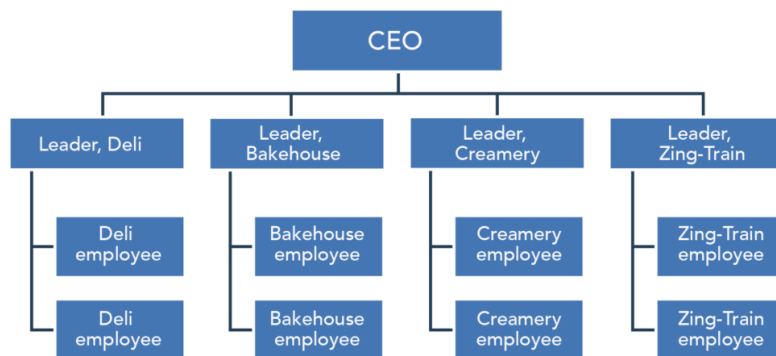 CEO
Leader, Deli
Leader,
Bakehouse
Leader,
Creamery
Leader,
Zing-Train
Deli
employee
Bakehouse
employee
Creamery
employee
Zing-Train
employee
Deli
employee
Bakehouse
employee
Creamery
employee
Zing-Train
employee